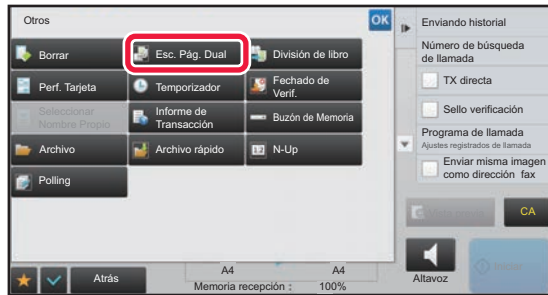 Otros
OK
Borrar
Esc. Pág. Dual
División de libro
Perf. Tarjeta
Temporizador
Fechado de
Verif.
Seleccionar
Nombre Propio
Informe de
Transacción
Buzón de Memoria
Archivo
Archivo rápido
N-Up
Polling
Atrás
A4
A4
Memoria recepción :
100%
Enviando historial
Número de búsqueda
de llamada
TX directa
Sello verificación
Programa de llamada
Ajustes registrados de llamada
Enviar misma imagen
como dirección fax
CA
Altavoz
Iniciar